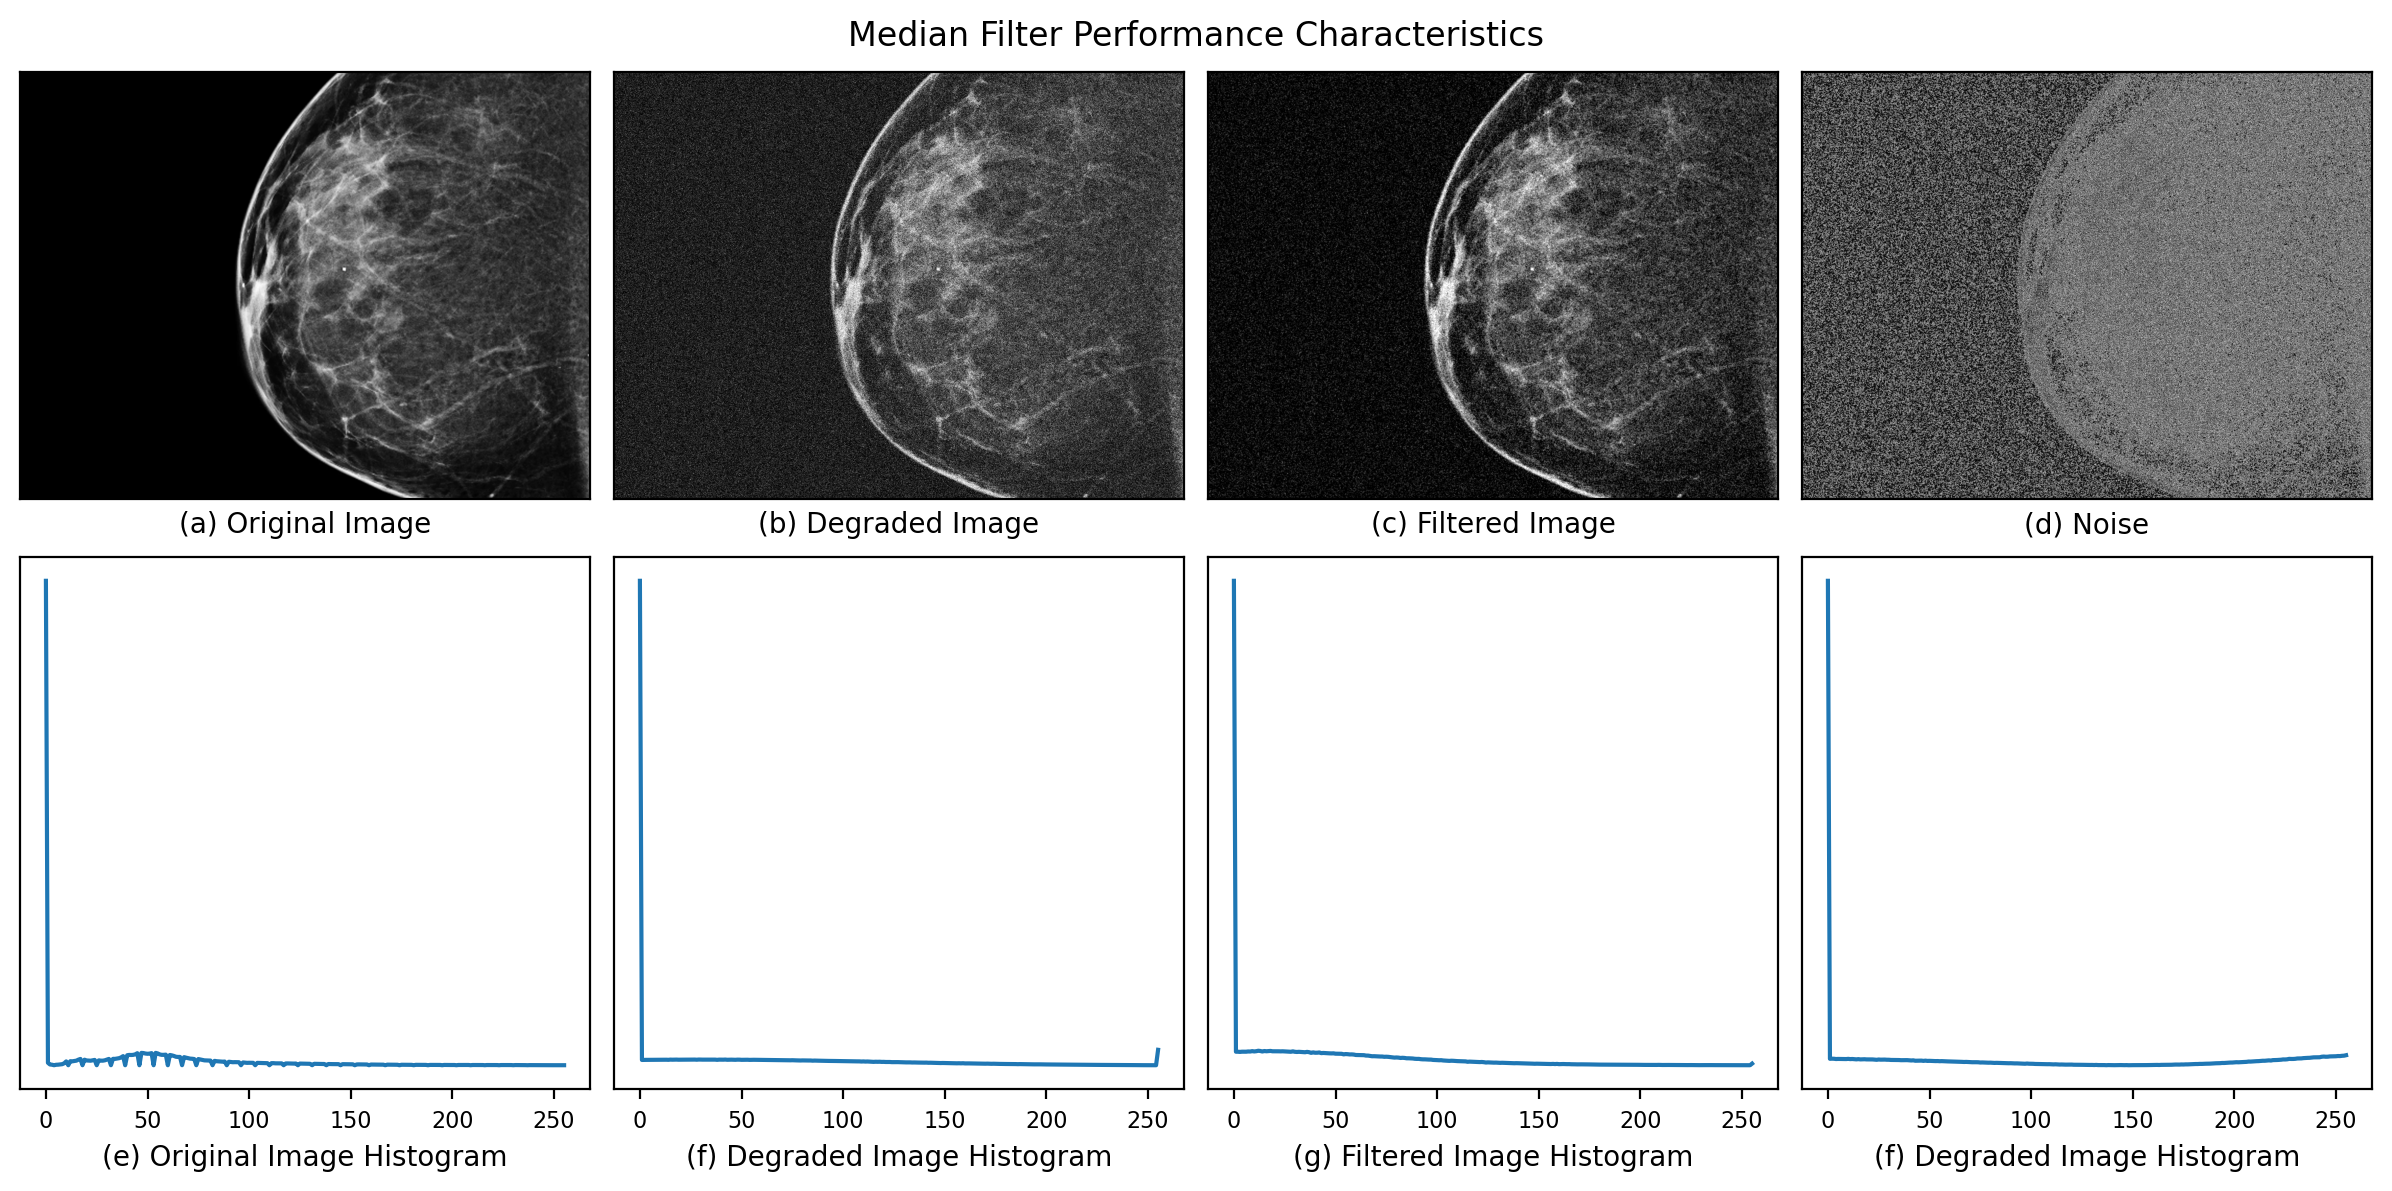 Median Filter Performance Characteristics
(a) Original Image
(b) Degraded Image
(c) Filtered Image
(d) Noise
0 50 100 150 200 250
0 50 100 150 200 250
0 50 100 150 200 250
0 50 100 150 200 250
(e) Original Image Histogram
(f) Degraded Image Histogram
(g) Filtered Image Histogram
(f) Degraded Image Histogram